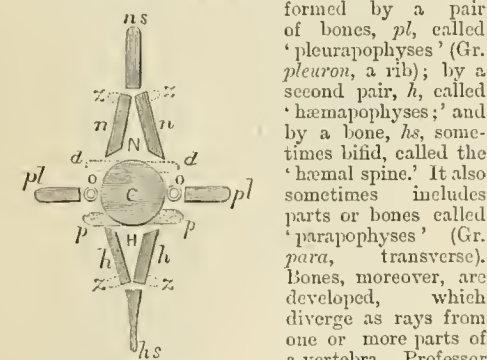 ns
z z
n n
N
d d
o o
pl C pl
p p
H
h h
z z
hs
formed by a pair
of bones, pl, called
‘pleurapophyses’ (Gr.
pleuron, a rib); by a
second pair, h, called
‘hæmapophyses;’ and
by a bone, hs, some-
times bifid, called the
‘hæmal spine.’ It also
sometimes includes
parts or bones called
‘parapophyses’ (Gr.
para, transverse).
Bones, moreover, are
developed, which
diverge as rays from
one or more parts of
a vertebra. Professor